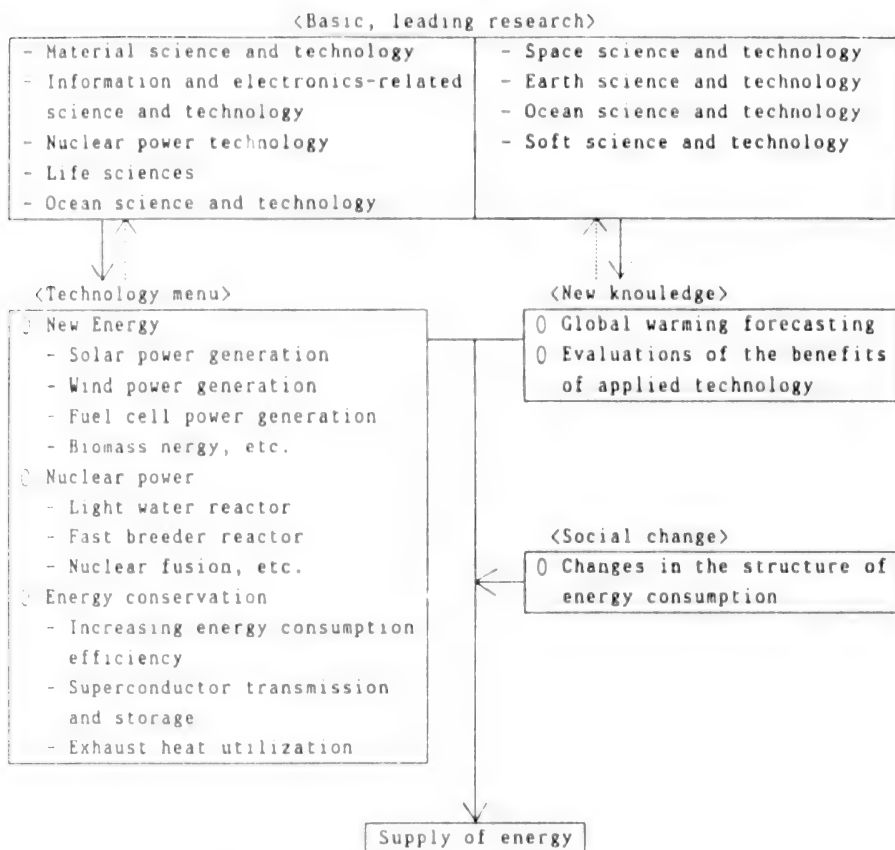 <Basic, leading research>
- Material science and technology
- Information and electronics-related
science and technology
- Nuclear power technology
- Life sciences
- Ocean science and technology
- Space science and technology
- Earth science and technology
- Ocean science and technology
- Soft science and technology
<Technology menu>
0 New Energy
- Solar power generation
- Wind power generation
- Fuel cell power generation
- Biomass nergy, etc.
0 Nuclear power
- Light water reactor
- Fast breeder reactor
- Nuclear fusion, etc.
0 Energy conservation
- Increasing energy consumption
efficiency
- Superconductor transmission
and storage
- Exhaust heat utilization
<New knouledge>
0 Global warming forecasting
0 Evaluations of the benefits
of applied technology
<Social change>
0 Changes in the structure of
energy consumption
Supply of energy